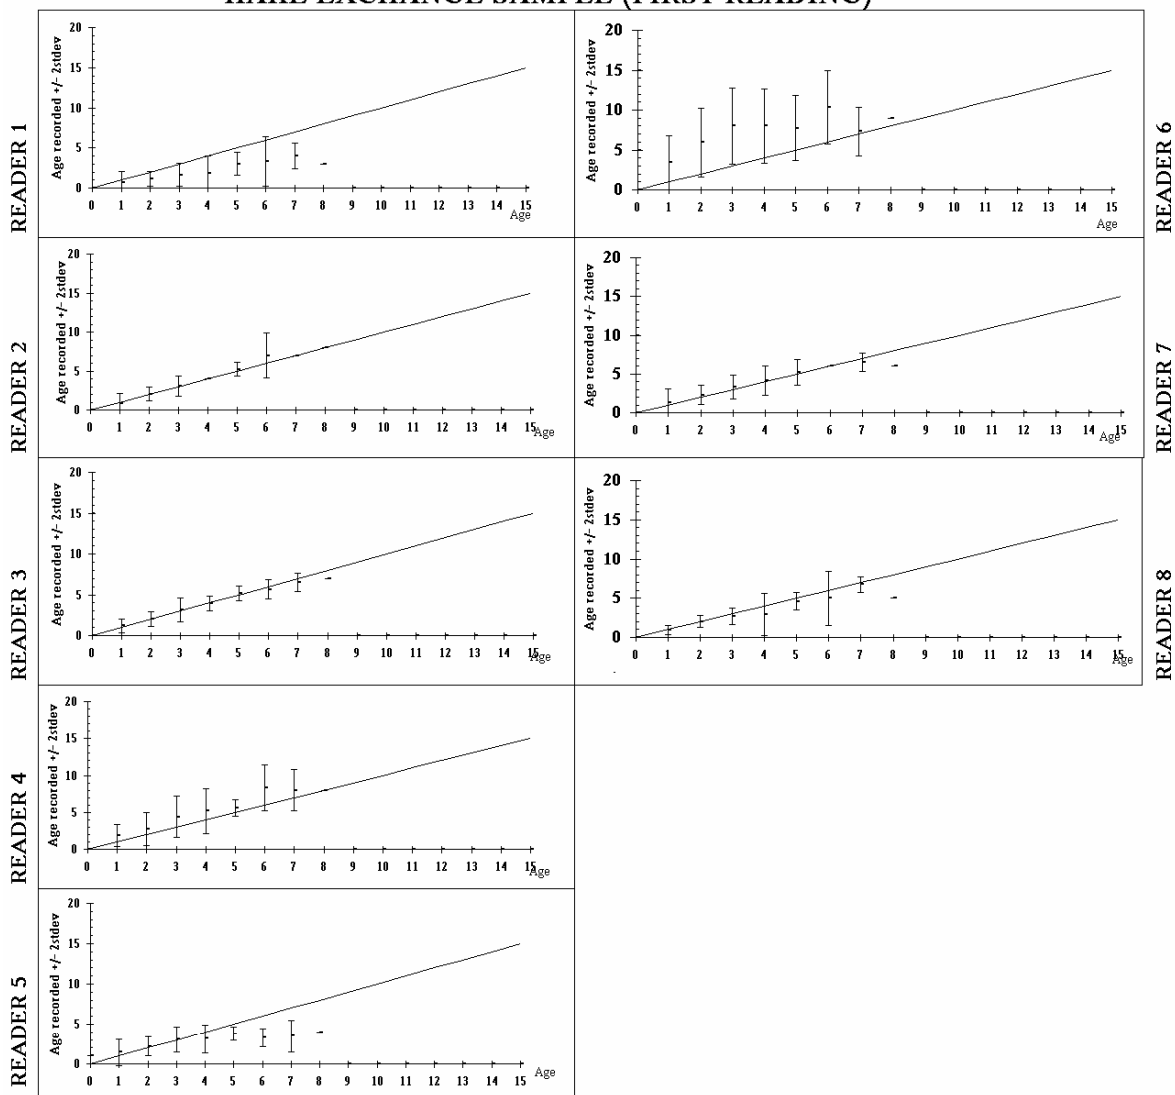 HAKE EXCHANGE SAMPLE (FIRST READING)
READER 1
Age recorded +/- 2stdev
20
15
10
5
0
0 1 2 3 4 5 6 7 8 9 10 11 12 13 14 15
Age
READER 6
Age recorded +/- 2stdev
20
15
10
5
0
0 1 2 3 4 5 6 7 8 9 10 11 12 13 14 15
Age
READER 2
Age recorded +/- 2stdev
20
15
10
5
0
0 1 2 3 4 5 6 7 8 9 10 11 12 13 14 15
Age
READER 7
Age recorded +/- 2stdev
20
15
10
5
0
0 1 2 3 4 5 6 7 8 9 10 11 12 13 14 15
Age
READER 3
Age recorded +/- 2stdev
20
15
10
5
0
0 1 2 3 4 5 6 7 8 9 10 11 12 13 14 15
Age
READER 8
Age recorded +/- 2stdev
20
15
10
5
0
0 1 2 3 4 5 6 7 8 9 10 11 12 13 14 15
Age
READER 4
Age recorded +/- 2stdev
20
15
10
5
0
0 1 2 3 4 5 6 7 8 9 10 11 12 13 14 15
Age
READER 5
Age recorded +/- 2stdev
20
15
10
5
0
0 1 2 3 4 5 6 7 8 9 10 11 12 13 14 15
Age